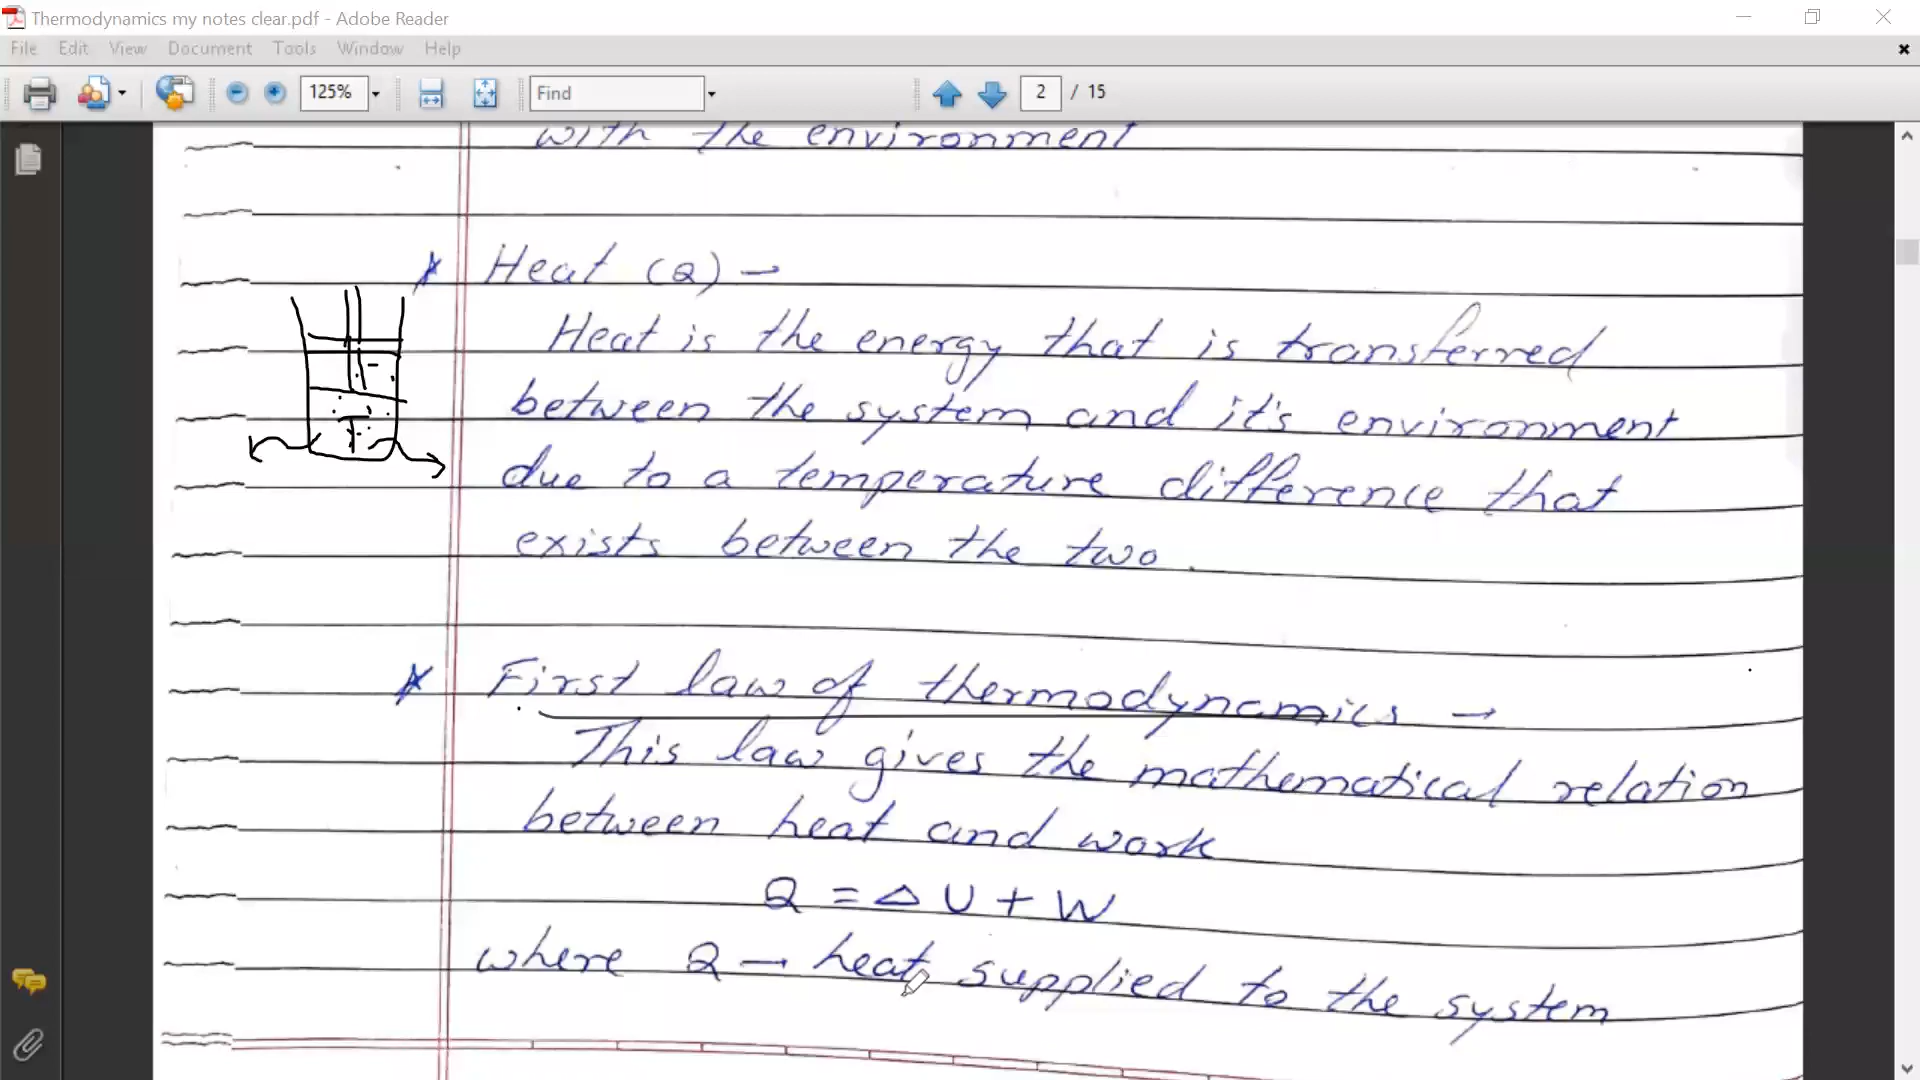 Thermodynamics my notes clear.pdf - Adobe Reader
File Edit View Document Tools Window Help
125% Find 2 / 15
with the environment
Heat (Q) →
Heat is the energy that is transferred
between the system and it's environment
due to a temperature difference that
exists between the two.
First law of thermodynamics →
This law gives the mathematical relation
between heat and work
Q = Δ U + W
where Q → heat supplied to the system